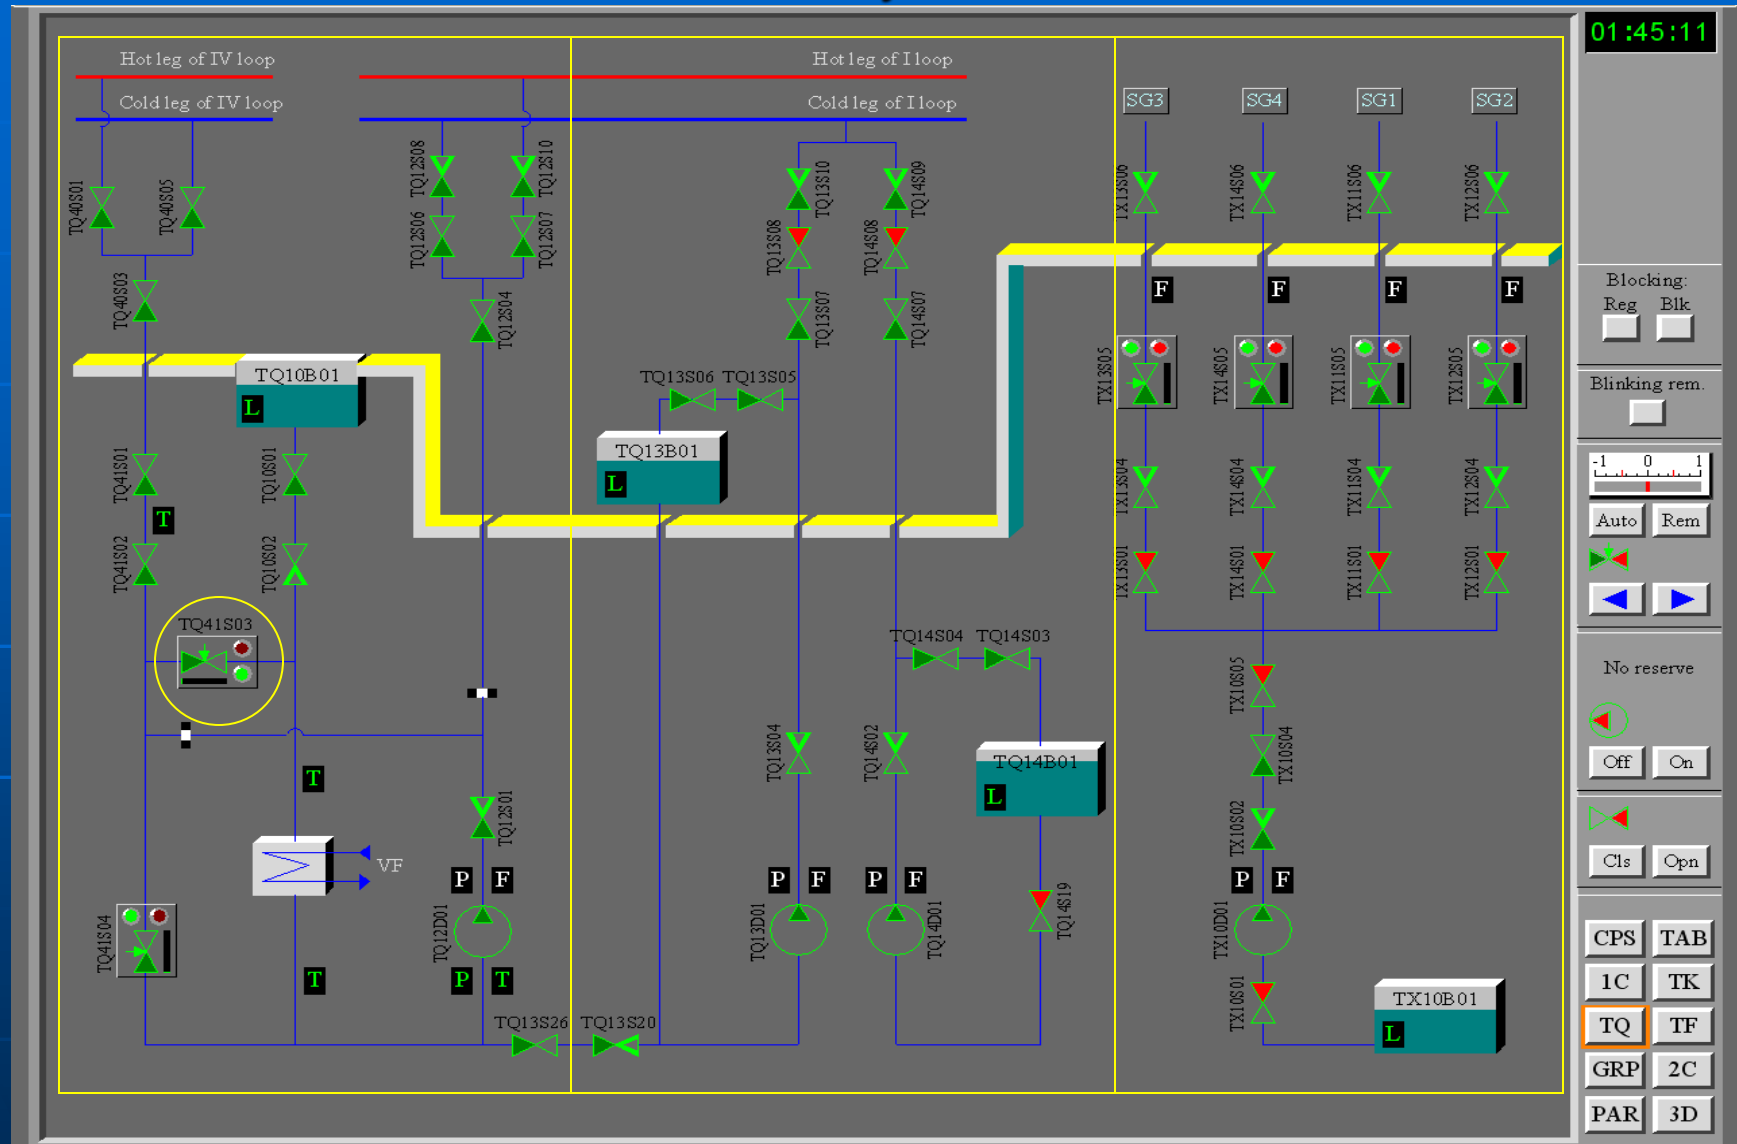 01:45:11
Hot leg of IV loop
Hot leg of I loop
Cold leg of IV loop
Cold leg of I loop
SG3
SG4
SG1
SG2
TQ40S01
TQ40S05
TQ12S08
TQ12S10
TQ12S06
TQ12S07
TQ13S10
TQ14S09
TQ13S08
TQ14S08
TX13S06
TX14S06
TX11S06
TX12S06
TQ40S03
TQ12S04
TQ13S07
TQ14S07
F
F
F
F
TX13S05
TX14S05
TX11S05
TX12S05
TQ10B01
L
TQ13S06
TQ13S05
TQ13B01
L
TQ41S01
TQ10S01
T
TQ41S02
TQ10S02
TX13S04
TX14S04
TX11S04
TX12S04
TX13S01
TX14S01
TX11S01
TX12S01
TQ41S03
TQ14S04
TQ14S03
TX10S05
TX10S04
TQ13S04
TQ14S02
TQ14B01
L
T
TQ12S01
TX10S02
VF
P
F
P
F
P
F
P
F
TQ41S04
TQ12D01
TQ13D01
TQ14D01
TQ14S19
TX10D01
T
P
T
TX10S01
TX10B01
L
TQ13S26
TQ13S20
Blocking:
Reg
Blk
Blinking rem.
-1
0
1
Auto
Rem
No reserve
Off
On
Cls
Opn
CPS
TAB
1C
TK
TQ
TF
GRP
2C
PAR
3D